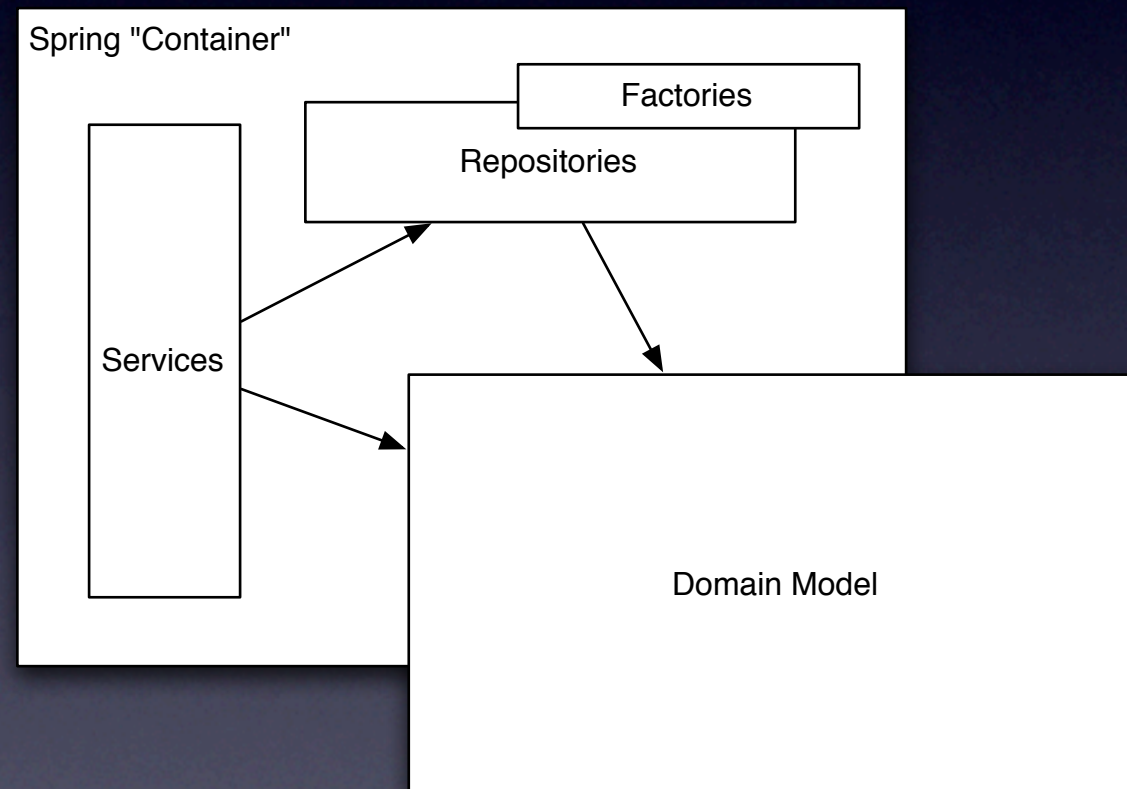 Spring "Container"
Factories
Repositories
Services
Domain Model